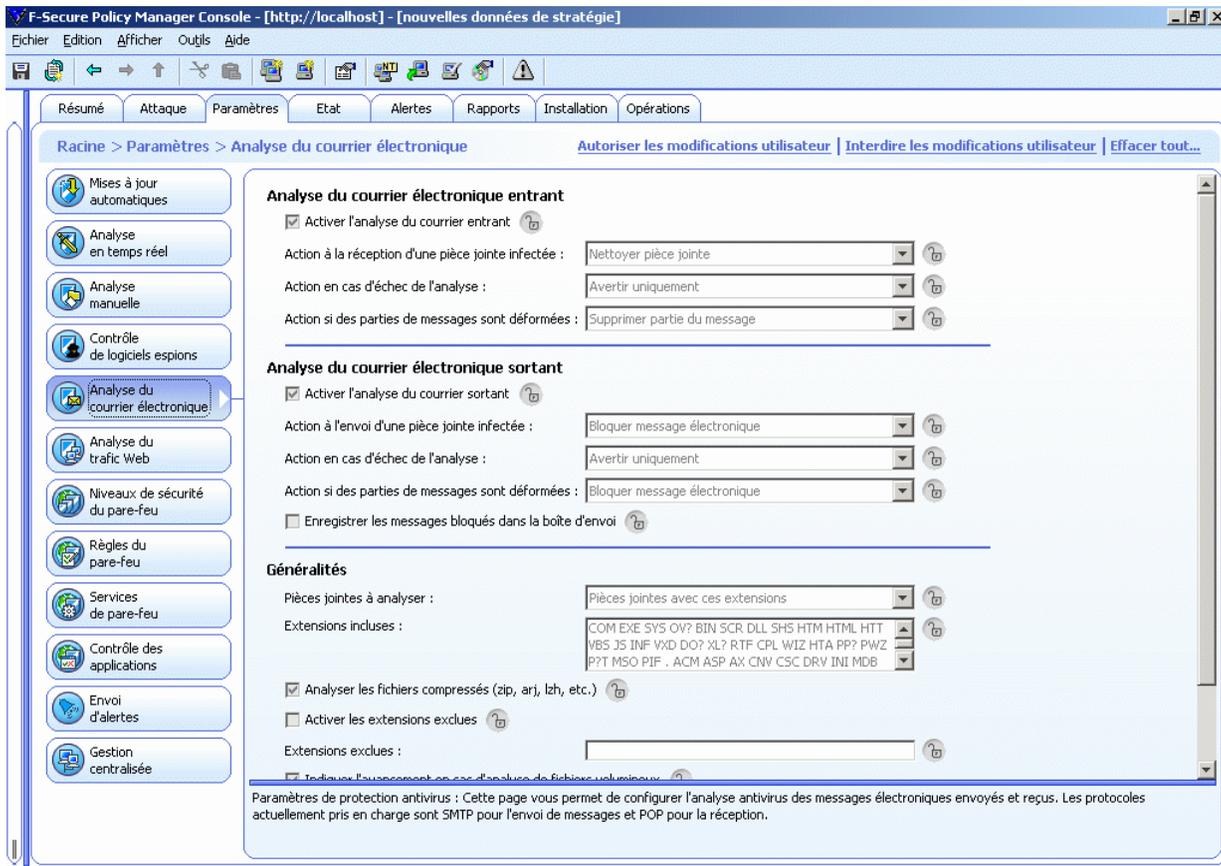 F-Secure Policy Manager Console - [http://localhost] - [nouvelles données de stratégie]
Fichier Edition Afficher Outils Aide
NT
Résumé Attaque Paramètres Etat Alertes Rapports Installation Opérations
Racine > Paramètres > Analyse du courrier électronique
Autoriser les modifications utilisateur | Interdire les modifications utilisateur | Effacer tout...
Mises à jour
automatiques
Analyse
en temps réel
Analyse
manuelle
Contrôle
de logiciels espions
Analyse du
courrier électronique
Analyse du
trafic Web
Niveaux de sécurité
du pare-feu
Règles du
pare-feu
Services
de pare-feu
Contrôle des
applications
Envoi
d'alertes
Gestion
centralisée
Analyse du courrier électronique entrant
Activer l'analyse du courrier entrant
Action à la réception d'une pièce jointe infectée : Nettoyer pièce jointe
Action en cas d'échec de l'analyse : Avertir uniquement
Action si des parties de messages sont déformées : Supprimer partie du message
Analyse du courrier électronique sortant
Activer l'analyse du courrier sortant
Action à l'envoi d'une pièce jointe infectée : Bloquer message électronique
Action en cas d'échec de l'analyse : Avertir uniquement
Action si des parties de messages sont déformées : Bloquer message électronique
Enregistrer les messages bloqués dans la boîte d'envoi
Généralités
Pièces jointes à analyser : Pièces jointes avec ces extensions
Extensions incluses : COM EXE SYS OV? BIN SCR DLL SHS HTM HTML HTT
VBS JS INF VXD DO? XL? RTF CPL WIZ HTA PP? PWZ
P?T MSO PIF . ACM ASP AX CNV CSC DRV INI MDB
Analyser les fichiers compressés (zip, arj, lzh, etc.)
Activer les extensions exclues
Extensions exclues :
Indiquer l'avancement en cas d'analyse de fichiers volumineux
Paramètres de protection antivirus : Cette page vous permet de configurer l'analyse antivirus des messages électroniques envoyés et reçus. Les protocoles
actuellement pris en charge sont SMTP pour l'envoi de messages et POP pour la réception.